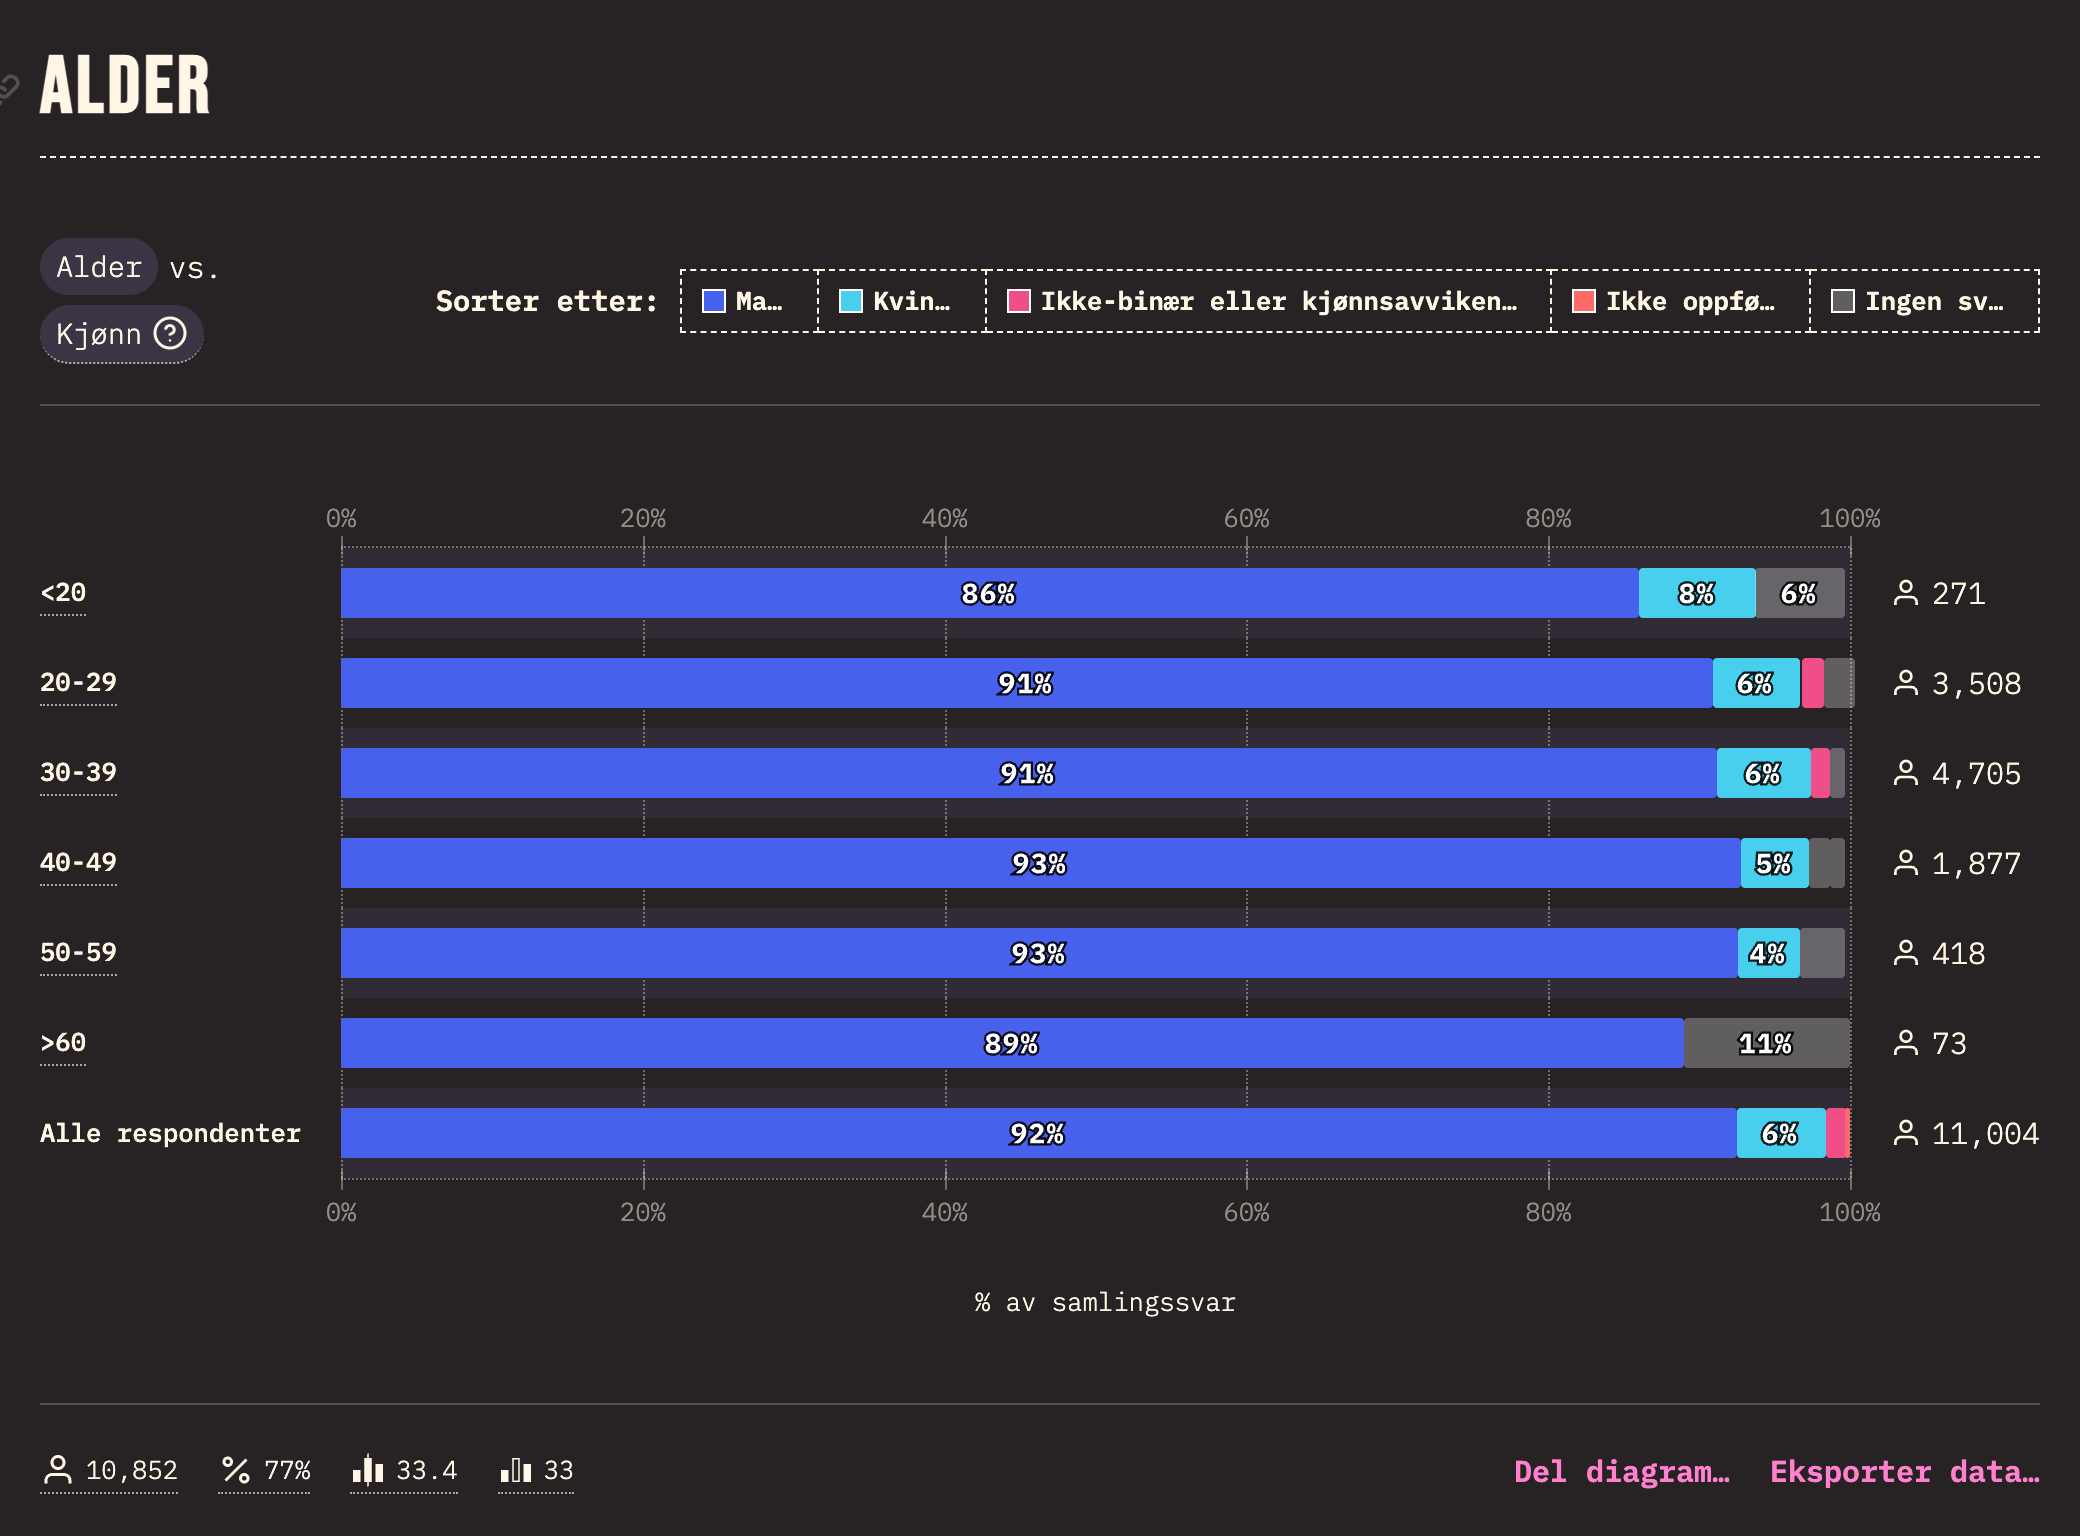 ALDER
Alder vs.
Kjønn
Sorter etter: Ma… Kvin… Ikke-binær eller kjønnsavviken… Ikke oppfø… Ingen sv…
0% 20% 40% 60% 80% 100%
<20 86% 8% 6% 271
20-29 91% 6% 3,508
30-39 91% 6% 4,705
40-49 93% 5% 1,877
50-59 93% 4% 418
>60 89% 11% 73
Alle respondenter 92% 6% 11,004
0% 20% 40% 60% 80% 100%
% av samlingssvar
10,852 77% 33.4 33 Del diagram… Eksporter data…